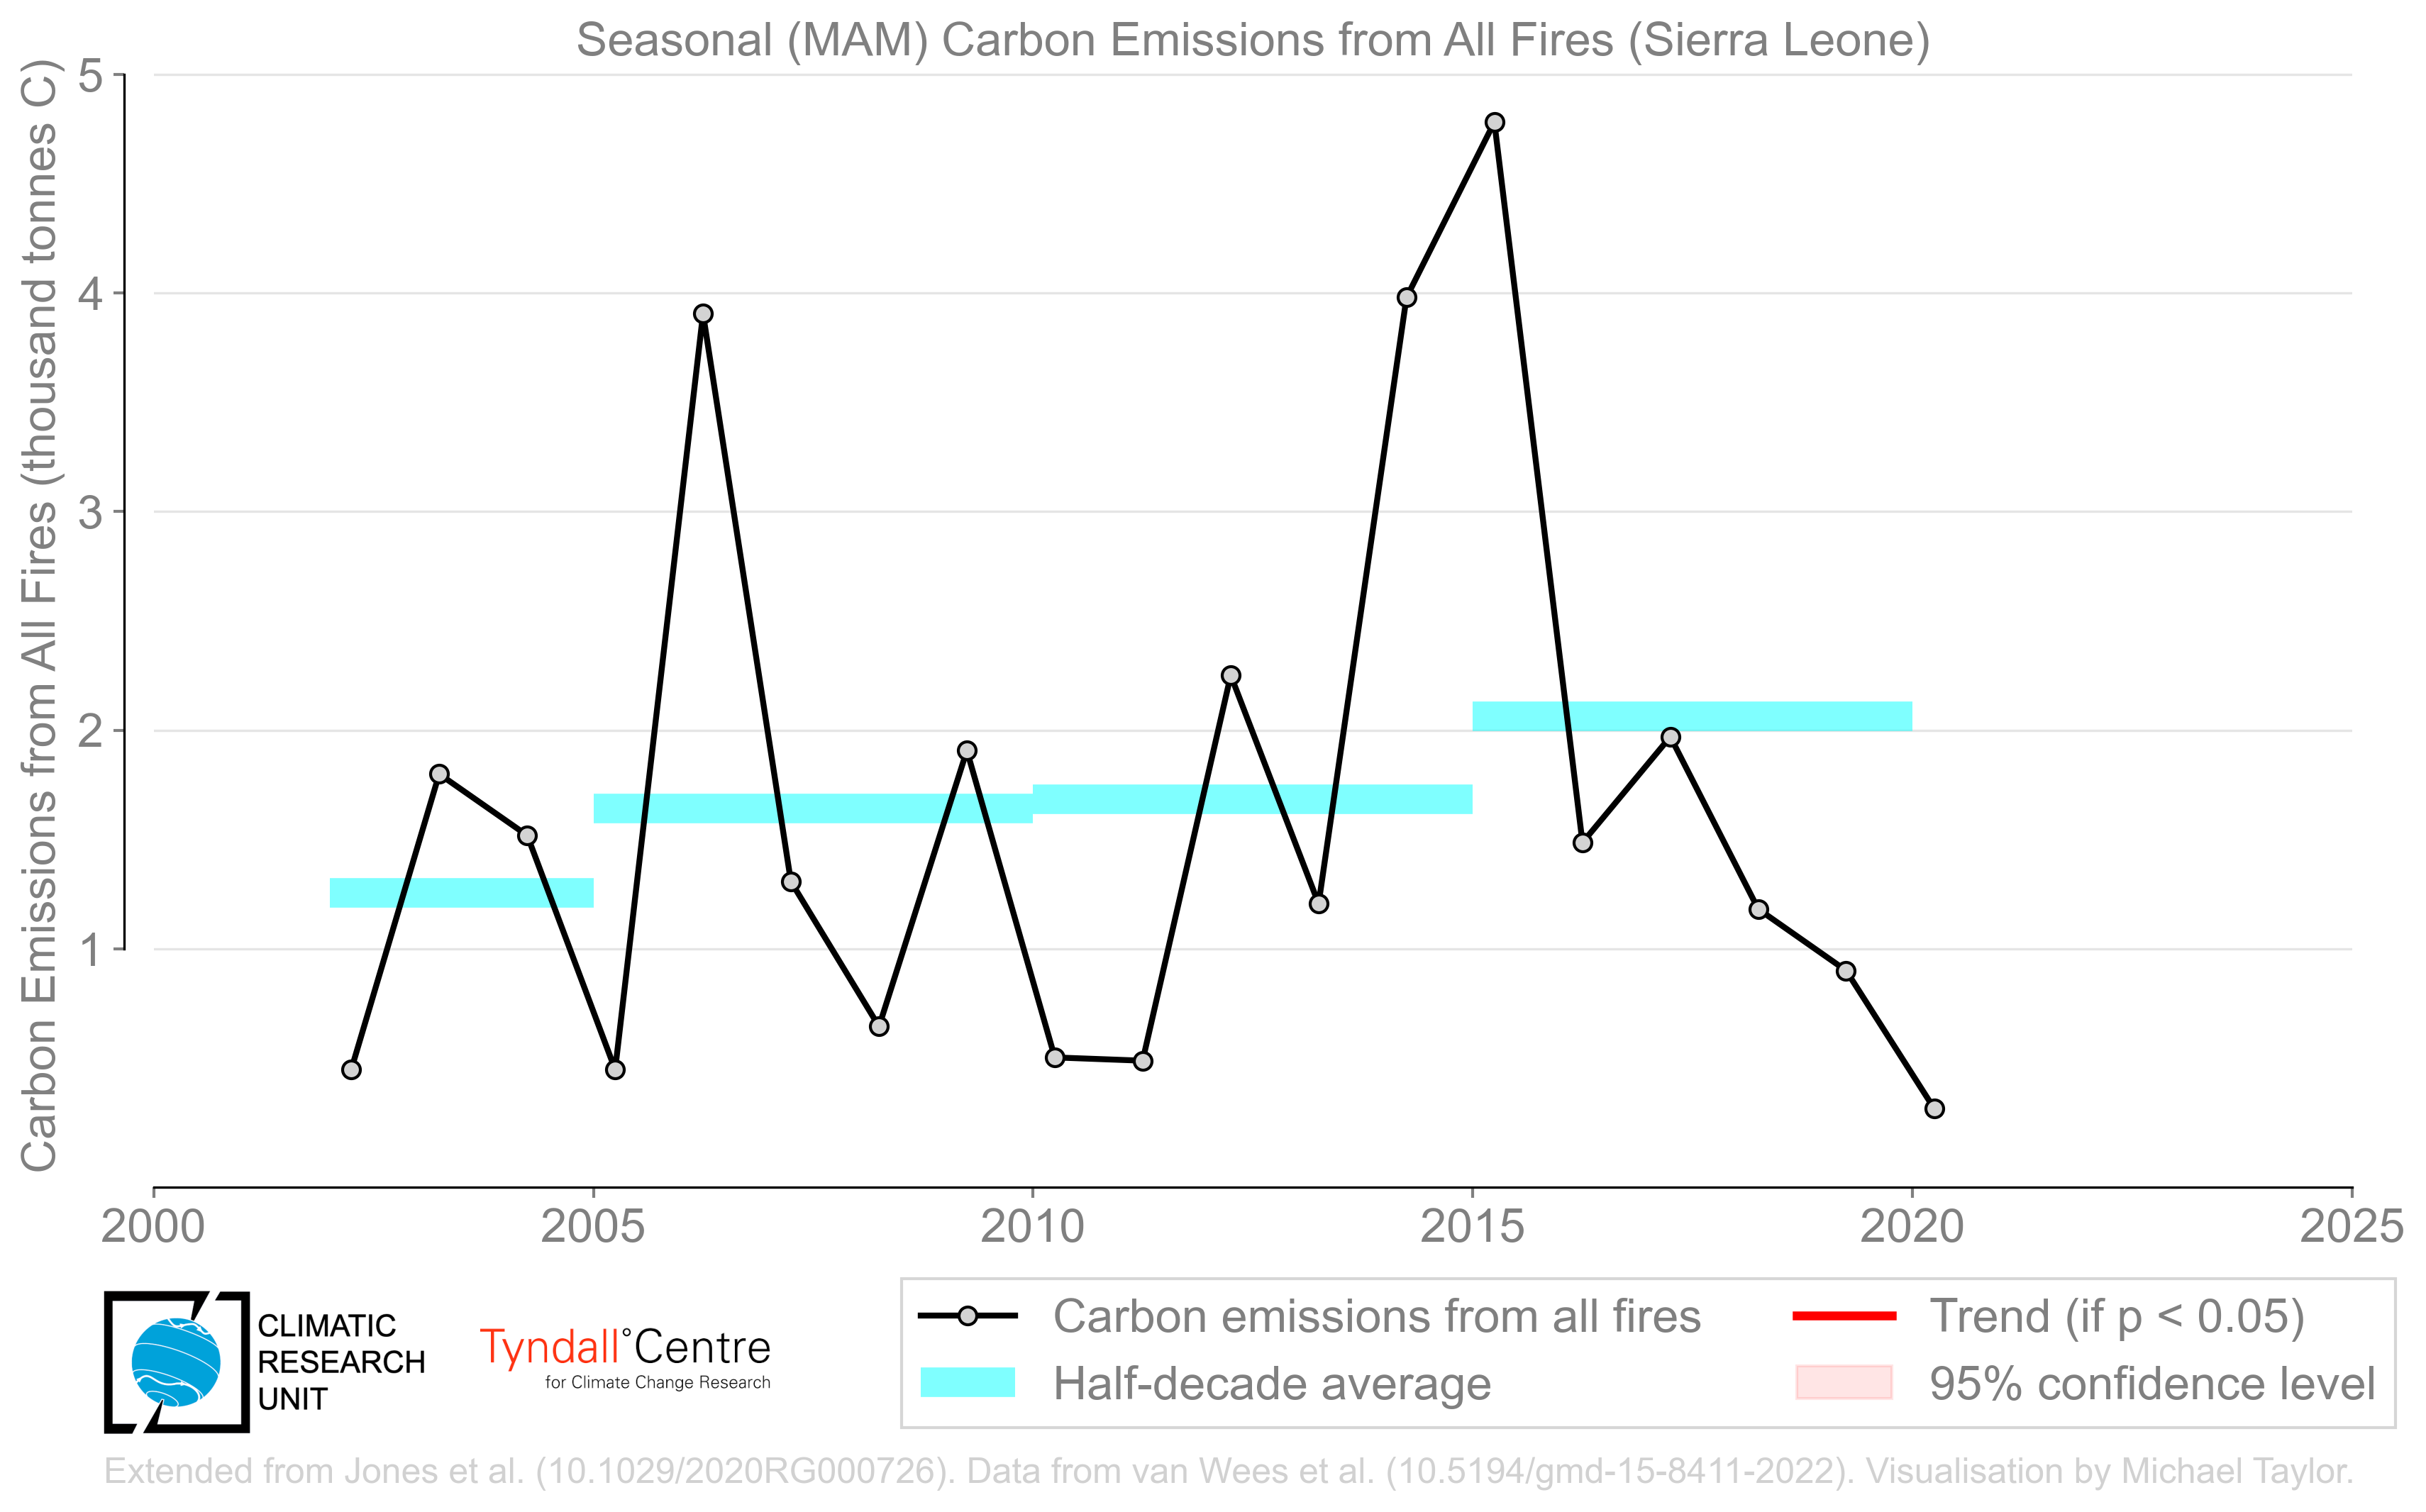 Seasonal (MAM) Carbon Emissions from All Fires (Sierra Leone)
Carbon Emissions from All Fires (thousand tonnes C)
5
4
3
2
1
2000
2005
2010
2015
2020
2025
CLIMATIC
RESEARCH
UNIT
Tyndall°Centre
for Climate Change Research
Carbon emissions from all fires
Half-decade average
Trend (if p < 0.05)
95% confidence level
Extended from Jones et al. (10.1029/2020RG000726). Data from van Wees et al. (10.5194/gmd-15-8411-2022). Visualisation by Michael Taylor.